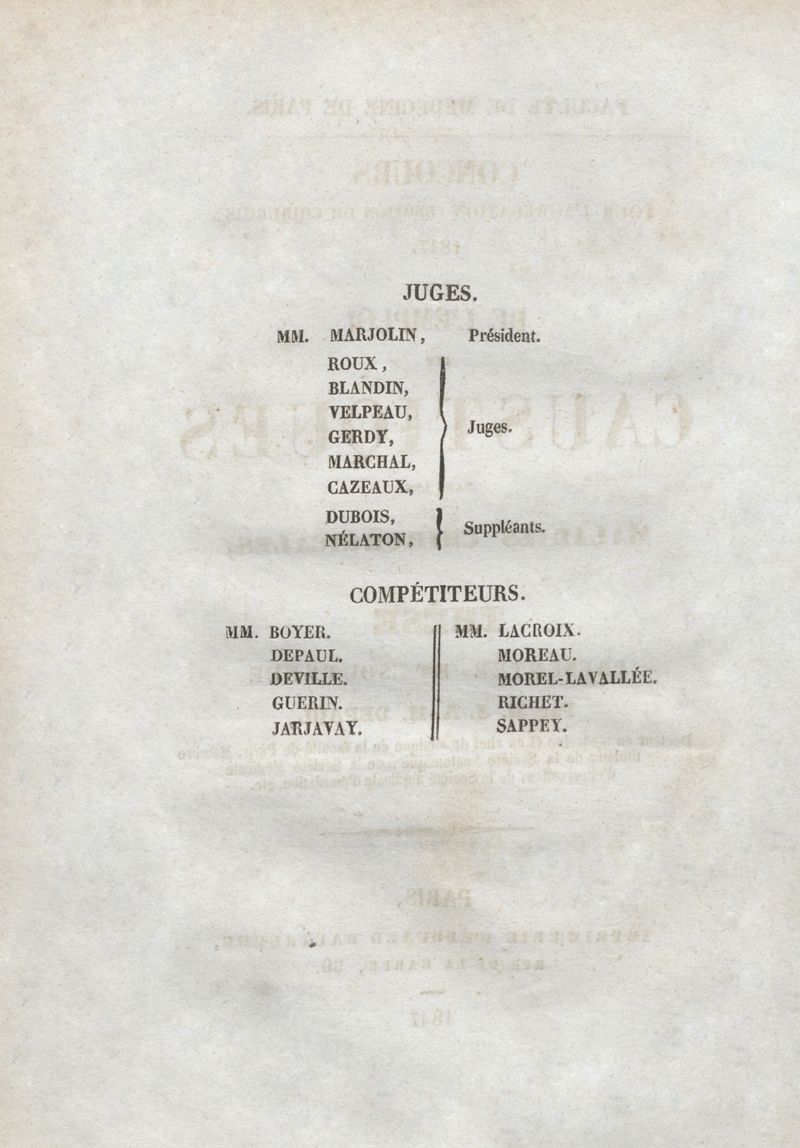 JUGES.
MM. MARJOLIN, Président.
ROUX,
BLANDIN,
VELPEAU,
GERDY, Juges.
MARCHAL,
CAZEAUX,
DUBOIS,
NÉLATON, Suppléants.
COMPÉTITEURS.
MM. BOYER. MM. LACROIX.
DEPAUL. MOREAU.
DEVILLE. MOREL-LAVALLÉE.
GUERIN. RICHET.
JARJAVAY. SAPPEY.